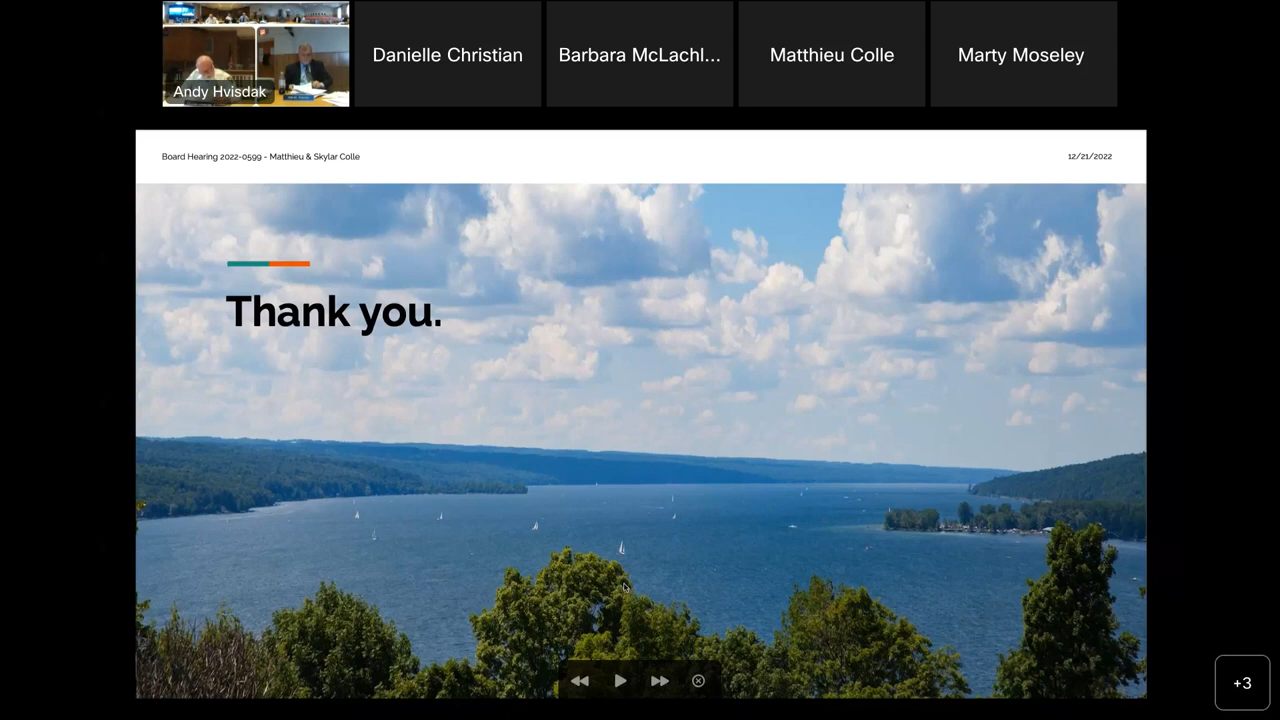 Andy Hvisdak
Danielle Christian
Barbara McLachl...
Matthieu Colle
Marty Moseley
Board Hearing 2022-0599 - Matthieu & Skylar Colle
12/21/2022
Thank you.
+3